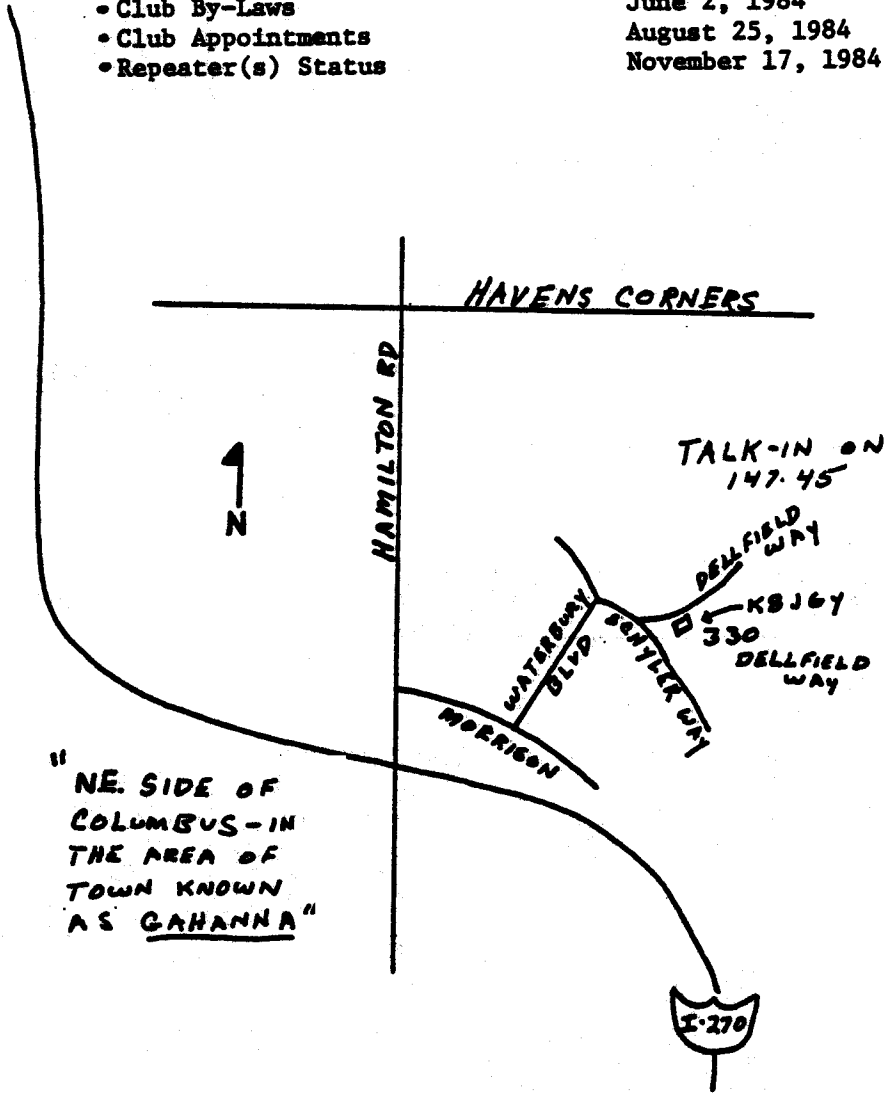 • Club By-Laws
June 2, 1984
• Club Appointments
August 25, 1984
• Repeater(s) Status
November 17, 1984
HAVENS CORNERS
HAMILTON RD
N
TALK-IN ON
147.45
DELLFIELD
WAY
K8JGY
330
DELLFIELD
WAY
WATERBURY
BLVD
SCHYLER WAY
MORRISON
"NE. SIDE OF
COLUMBUS-IN
THE AREA OF
TOWN KNOWN
AS GAHANNA"
I-270